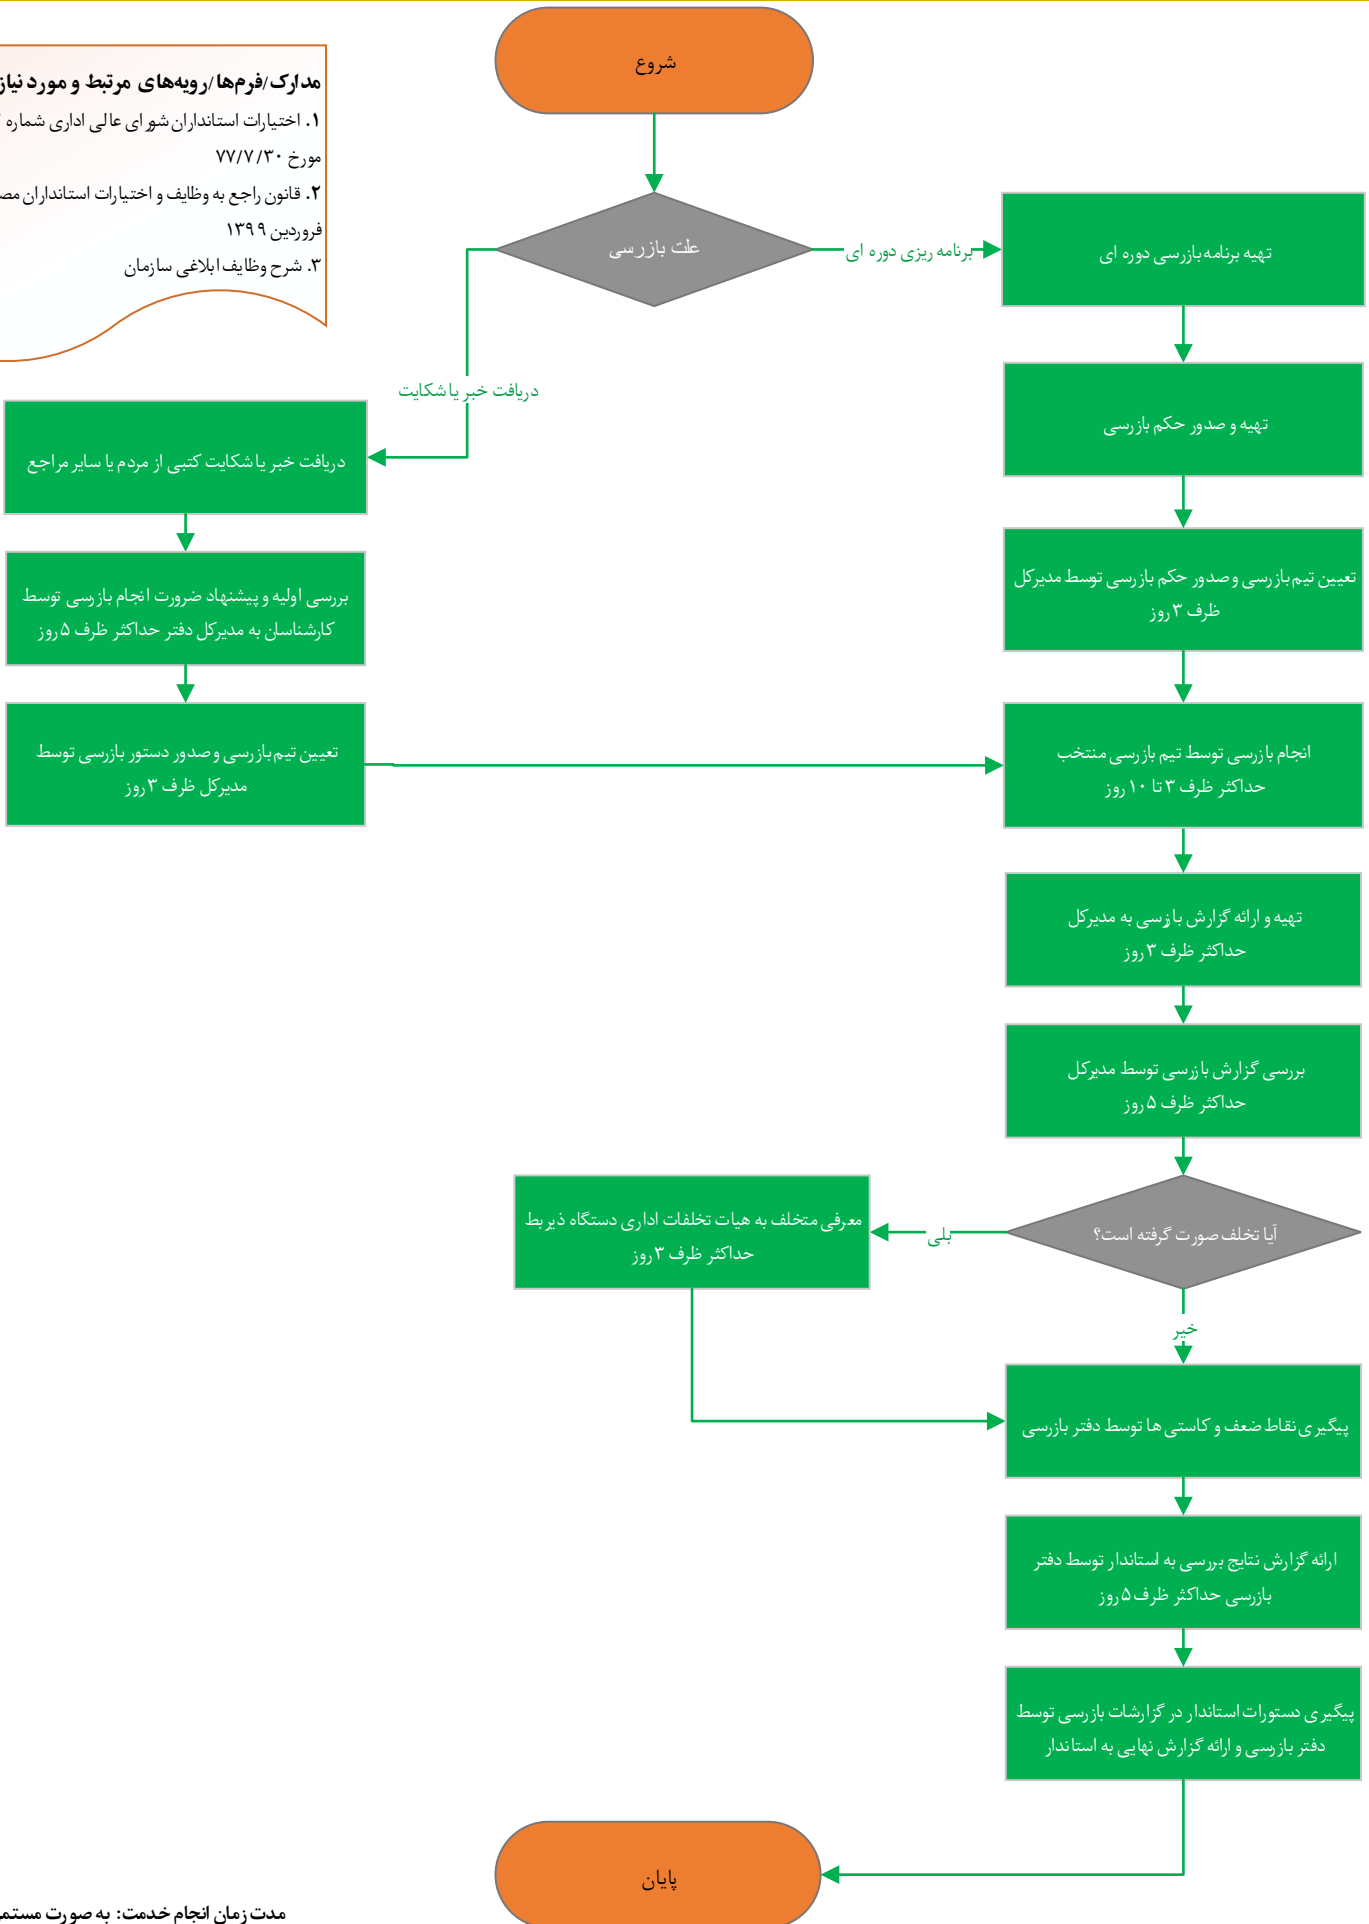 شروع
مدارک/فرم‌ها/رویه‌های مرتبط و مورد نیاز
۱. اختیارات استانداران شورای عالی اداری شماره
مورخ ۷۷/۷/۳۰
۲. قانون راجع به وظایف و اختیارات استانداران
فروردین ۱۳۹۹
۳. شرح وظایف ابلاغی سازمان
علت بازرسی
برنامه ریزی دوره ای
تهیه برنامه بازرسی دوره ای
دریافت خبر یا شکایت
تهیه و صدور حکم بازرسی
دریافت خبر یا شکایت کتبی از مردم یا سایر مراجع
تعیین تیم بازرسی و صدور حکم بازرسی توسط مدیرکل
ظرف ۳ روز
بررسی اولیه و پیشنهاد ضرورت انجام بازرسی توسط
کارشناسان به مدیرکل دفتر حداکثر ظرف ۵ روز
انجام بازرسی توسط تیم بازرسی منتخب
حداکثر ظرف ۳ تا ۱۰ روز
تعیین تیم بازرسی و صدور دستور بازرسی توسط
مدیرکل ظرف ۳ روز
تهیه و ارائه گزارش بازرسی به مدیرکل
حداکثر ظرف ۳ روز
بررسی گزارش بازرسی توسط مدیرکل
حداکثر ظرف ۵ روز
آیا تخلف صورت گرفته است؟
بلی
معرفی متخلف به هیات تخلفات اداری دستگاه ذیربط
حداکثر ظرف ۳ روز
خیر
پیگیری نقاط ضعف و کاستی ها توسط دفتر بازرسی
ارائه گزارش نتایج بررسی به استاندار توسط دفتر
بازرسی حداکثر ظرف ۵ روز
پیگیری دستورات استاندار در گزارشات بازرسی توسط
دفتر بازرسی و ارائه گزارش نهایی به استاندار
پایان
مدت زمان انجام خدمت: به صورت